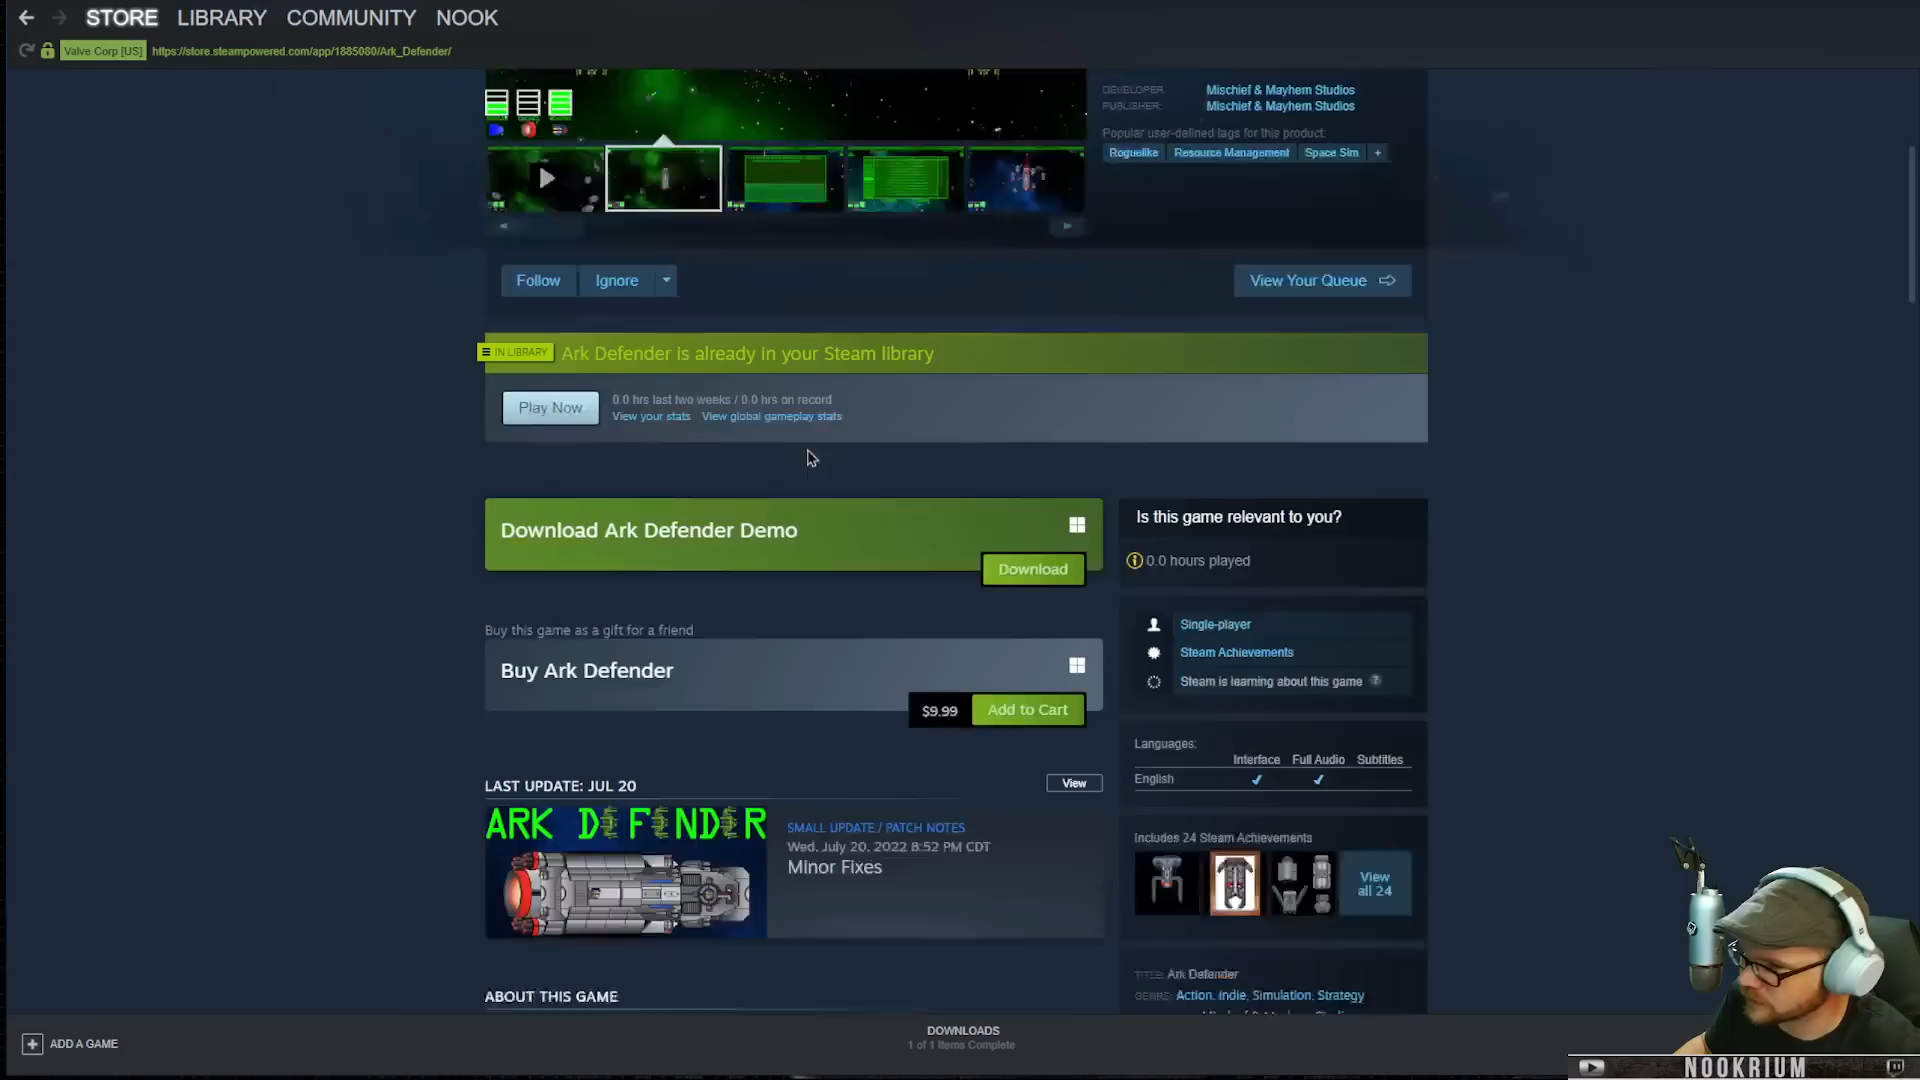 STORE LIBRARY COMMUNITY NOOK
Valve Corp [US] https://store.steampowered.com/app/1885080/Ark_Defender/
DEVELOPER: Mischief & Mayhem Studios
PUBLISHER: Mischief & Mayhem Studios
Popular user-defined tags for this product:
Roguelike Resource Management Space Sim +
Follow Ignore View Your Queue
IN LIBRARY Ark Defender is already in your Steam library
Play Now
0.0 hrs last two weeks / 0.0 hrs on record
View your stats View global gameplay stats
Download Ark Defender Demo
Download
Is this game relevant to you?
0.0 hours played
Single-player
Steam Achievements
Steam is learning about this game ?
Buy this game as a gift for a friend
Buy Ark Defender
$9.99 Add to Cart
Languages:
Interface Full Audio Subtitles
English ✔ ✔
LAST UPDATE: JUL 20 View
ARK DEFENDER
SMALL UPDATE / PATCH NOTES
Wed, July 20, 2022 8:52 PM CDT
Minor Fixes
Includes 24 Steam Achievements
View
all 24
TITLE: Ark Defender
GENRE: Action, Indie, Simulation, Strategy
ABOUT THIS GAME
ADD A GAME
DOWNLOADS
1 of 1 Items Complete
NOOKRIUM